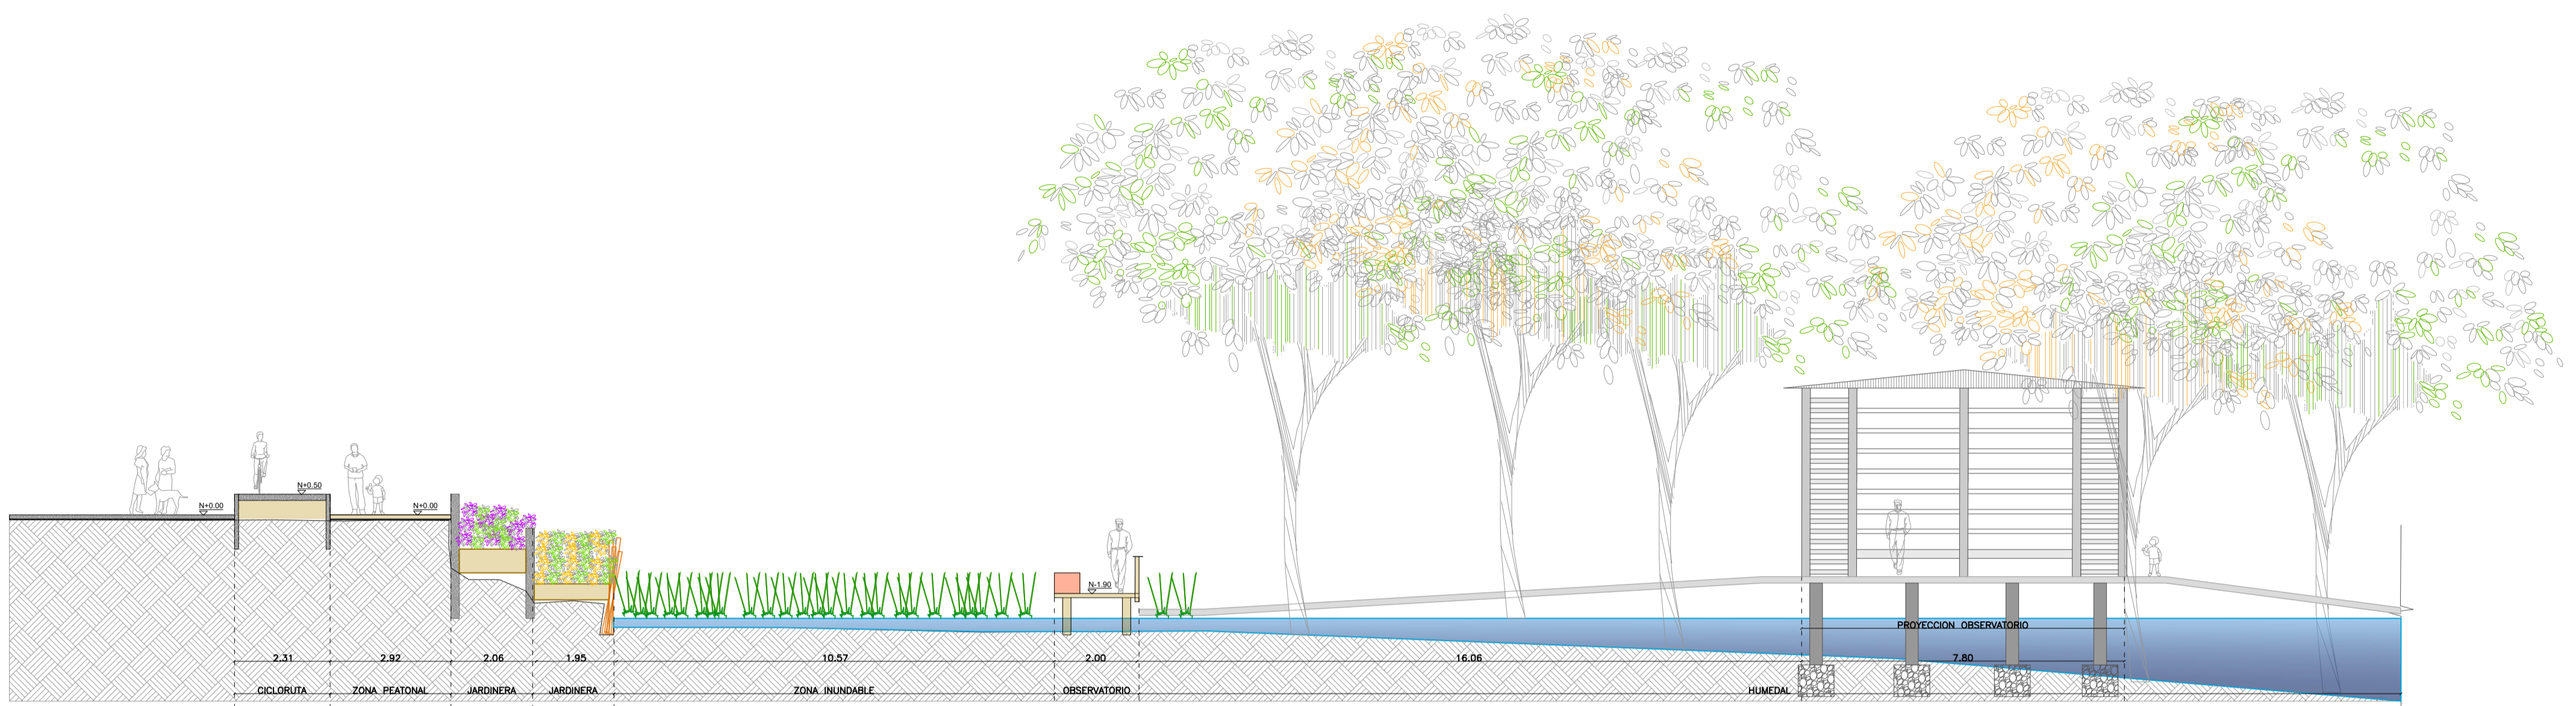 N+0.00
N+0.50
N+0.00
N-1.90
PROYECCION OBSERVATORIO
2.31
2.92
2.06
1.95
10.57
2.00
16.06
7.80
CICLORUTA
ZONA PEATONAL
JARDINERA
JARDINERA
ZONA INUNDABLE
OBSERVATORIO
HUMEDAL